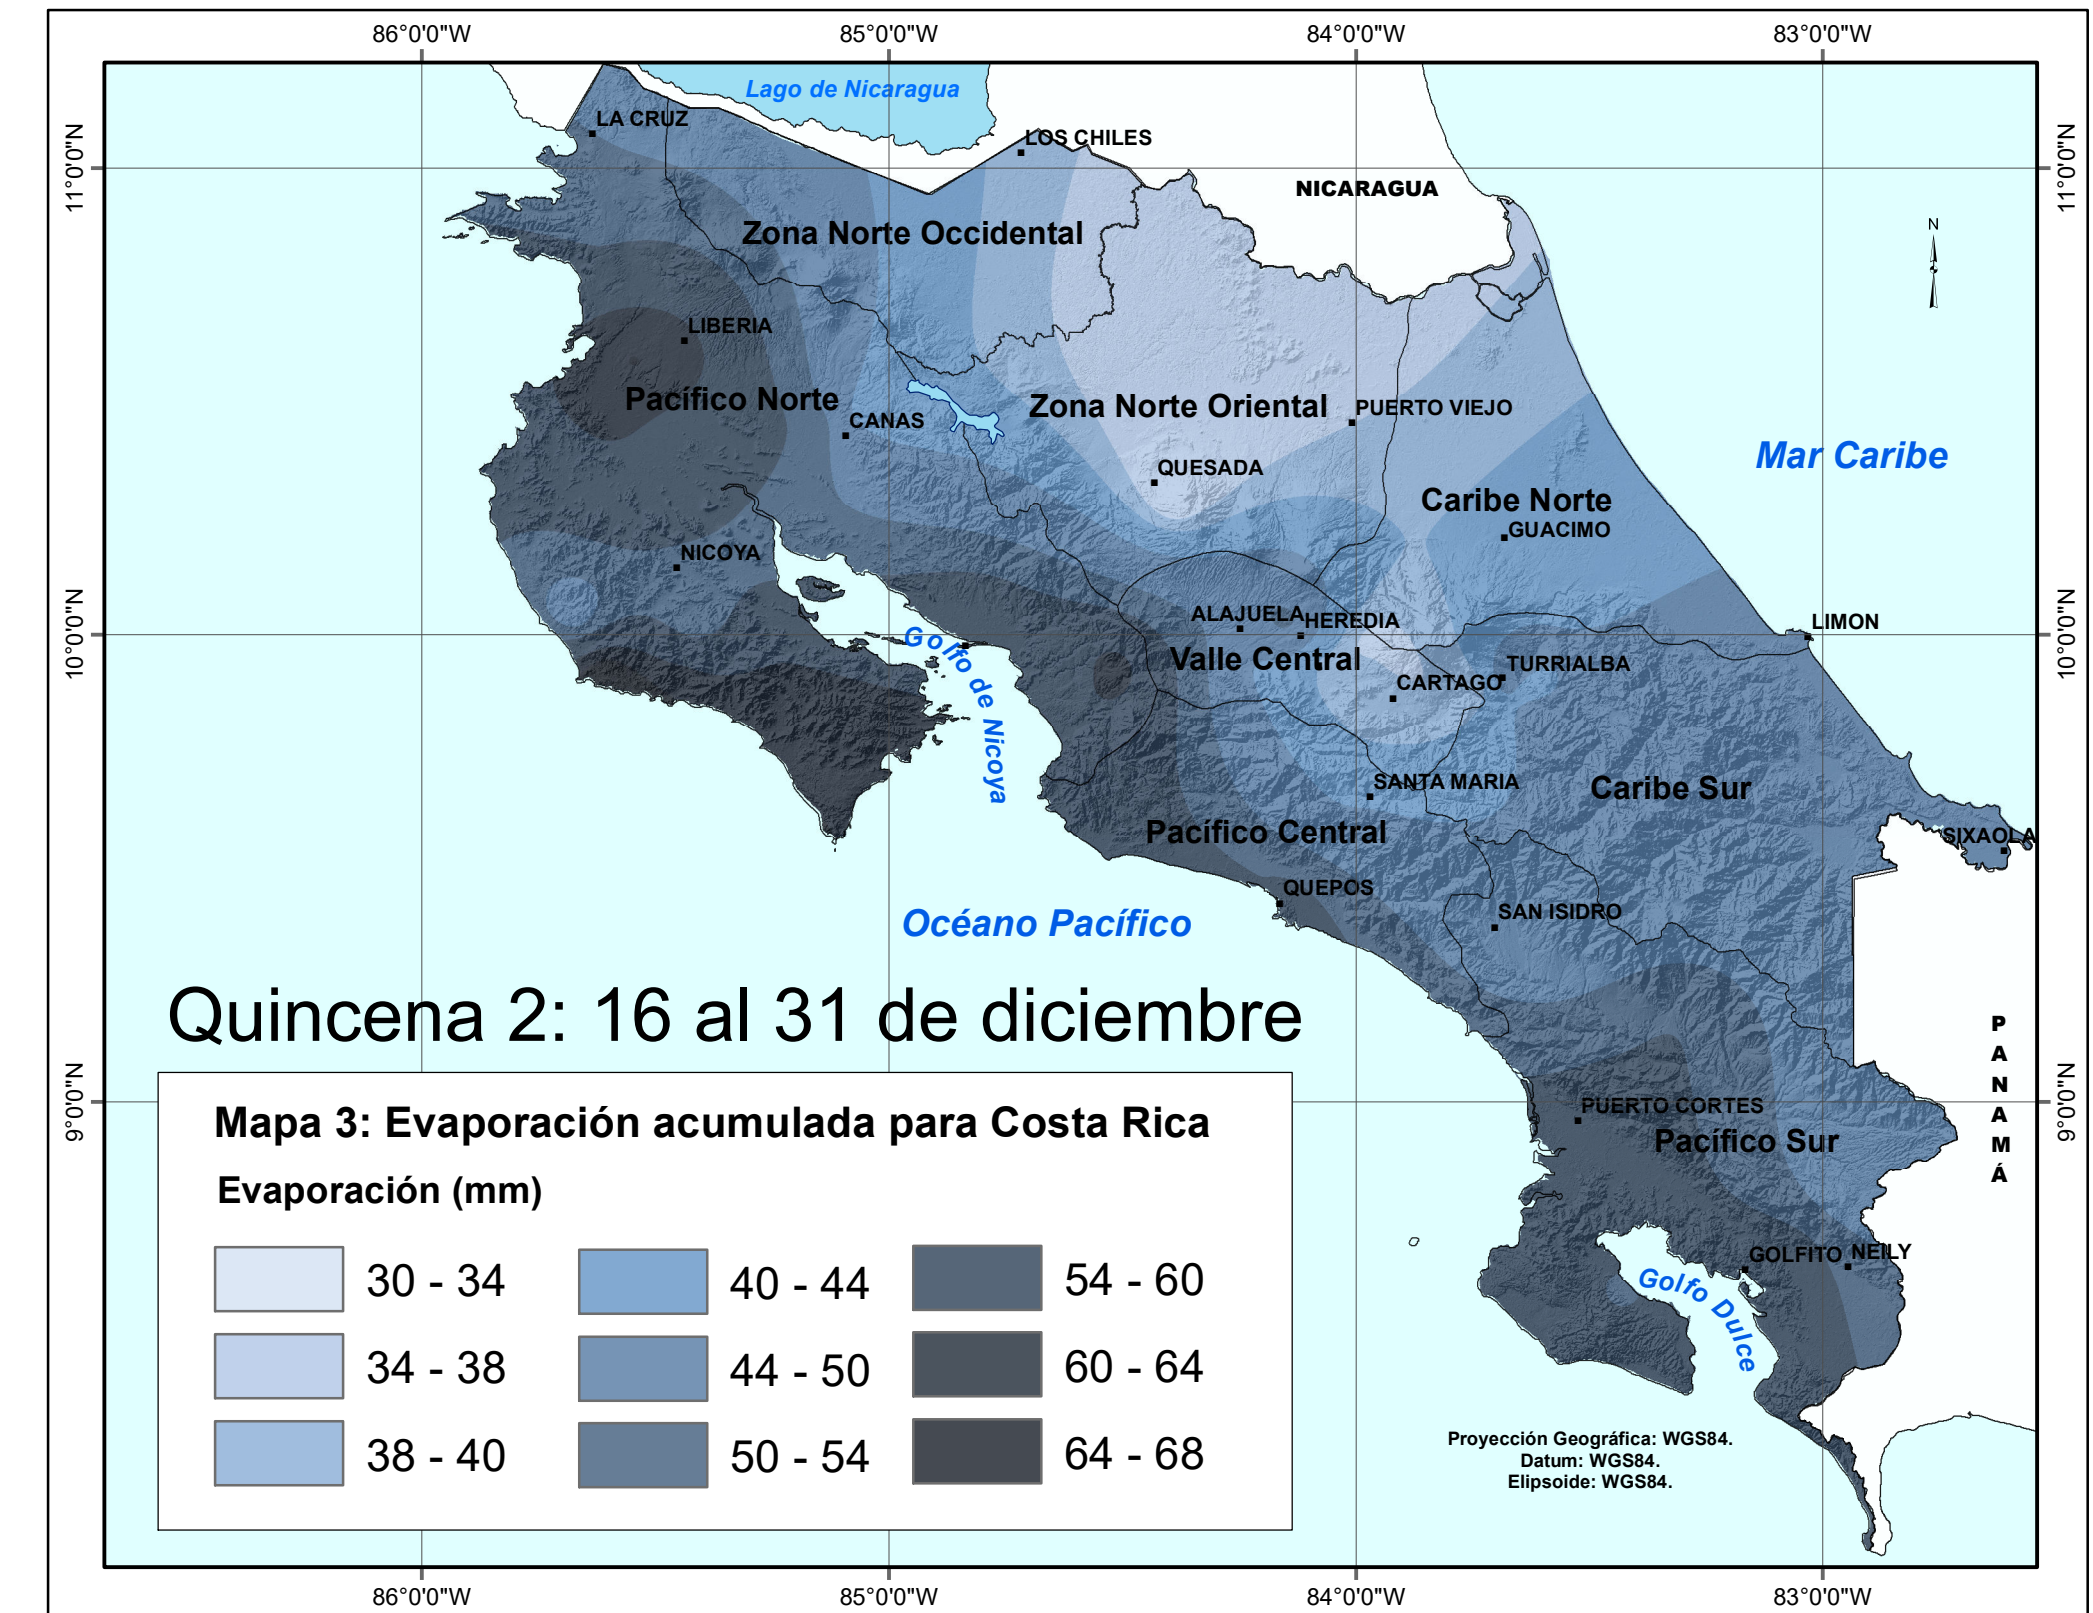 86°0'0"W
85°0'0"W
84°0'0"W
83°0'0"W
Lago de Nicaragua
LA CRUZ
LOS CHILES
11°0'0"N
11°0'0"N
NICARAGUA
N
Zona Norte Occidental
LIBERIA
Pacífico Norte
CANAS
Zona Norte Oriental
PUERTO VIEJO
Mar Caribe
QUESADA
Caribe Norte
GUACIMO
NICOYA
ALAJUELA
HEREDIA
LIMON
10°0'0"N
10°0'0"N
Golfo de Nicoya
Valle Central
TURRIALBA
CARTAGO
SANTA MARIA
Caribe Sur
Pacífico Central
SIXAOLA
QUEPOS
SAN ISIDRO
Océano Pacífico
Quincena 2: 16 al 31 de diciembre
PANAMÁ
9°0'0"N
9°0'0"N
PUERTO CORTES
Pacífico Sur
GOLFITO
NEILY
Golfo Dulce
Mapa 3: Evaporación acumulada para Costa Rica
Evaporación (mm)
30 - 34
40 - 44
54 - 60
34 - 38
44 - 50
60 - 64
38 - 40
50 - 54
64 - 68
Proyección Geográfica: WGS84.
Datum: WGS84.
Elipsoide: WGS84.
86°0'0"W
85°0'0"W
84°0'0"W
83°0'0"W